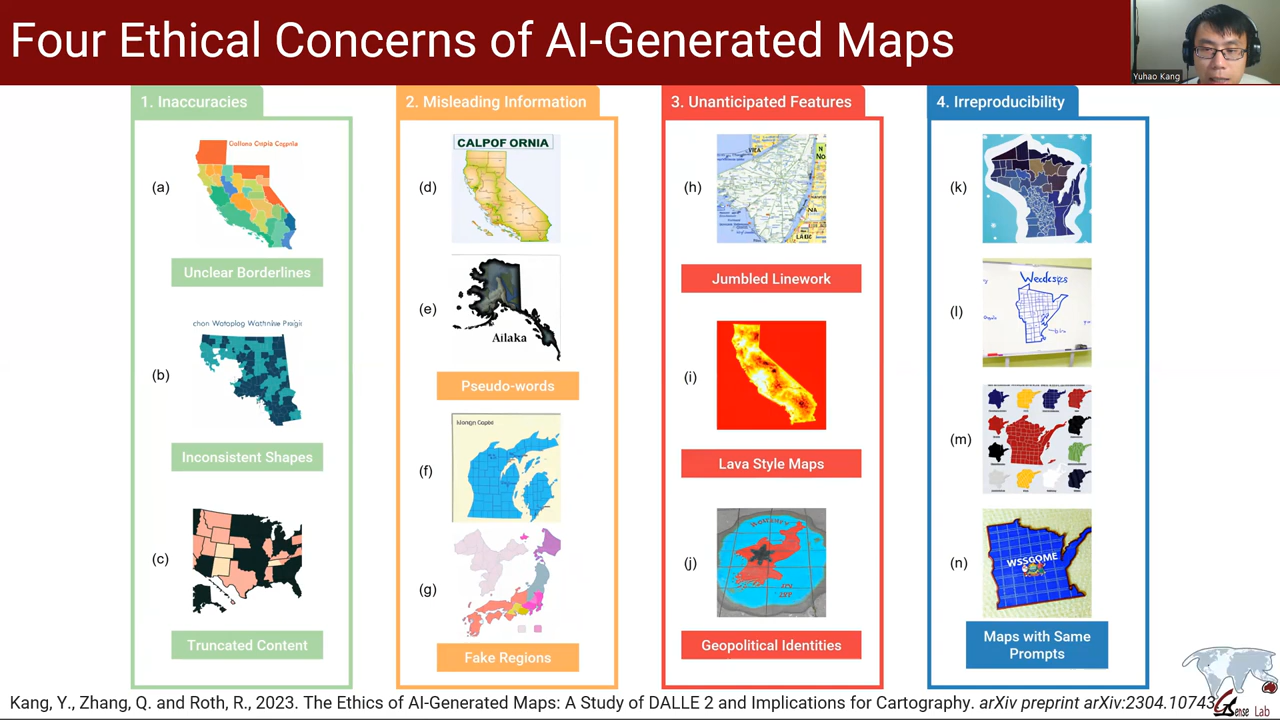 Four Ethical Concerns of AI-Generated Maps
Yuhao Kang
1. Inaccuracies
(a)
Unclear Borderlines
(b)
Inconsistent Shapes
(c)
Truncated Content
2. Misleading Information
(d)
CALPOF ORNIA
(e)
Ailaka
Pseudo-words
(f)
(g)
Fake Regions
3. Unanticipated Features
(h)
Jumbled Linework
(i)
Lava Style Maps
(j)
Geopolitical Identities
4. Irreproducibility
(k)
(l)
(m)
(n)
WSSGOME
Maps with Same
Prompts
Kang, Y., Zhang, Q. and Roth, R., 2023. The Ethics of AI-Generated Maps: A Study of DALLE 2 and Implications for Cartography. arXiv preprint arXiv:2304.10743
Sense Lab